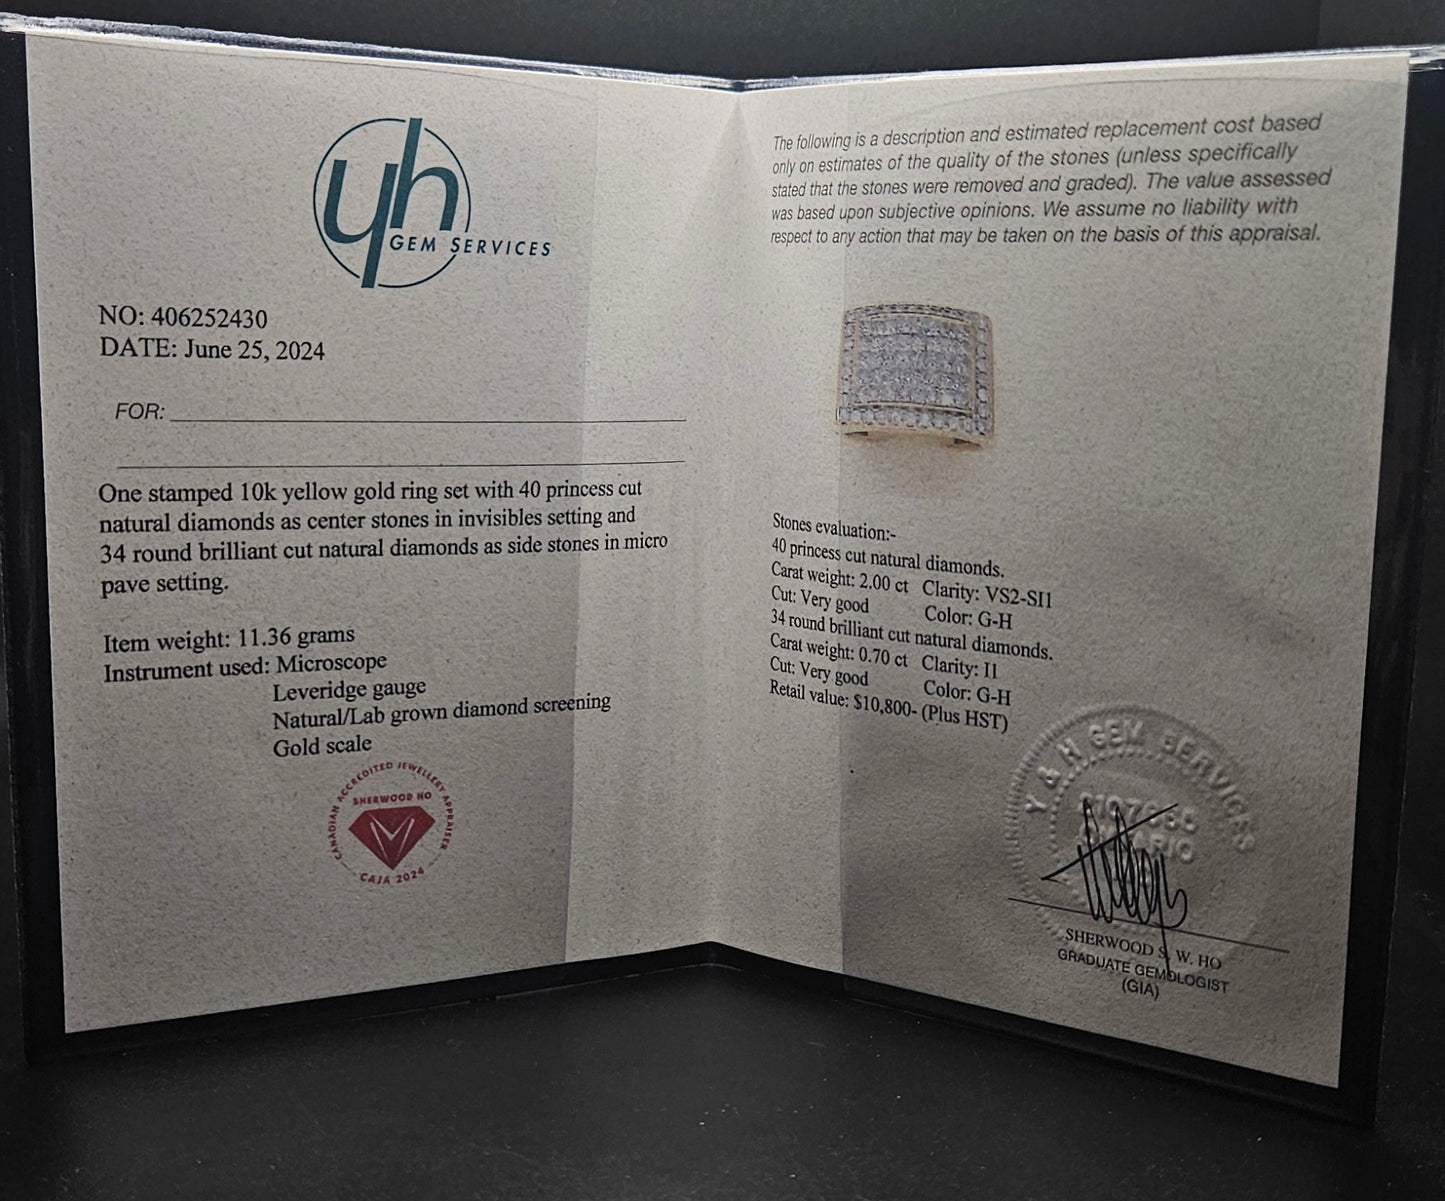 yh
GEM SERVICES
NO: 406252430
DATE: June 25, 2024
FOR:
One stamped 10k yellow gold ring set with 40 princess cut
natural diamonds as center stones in invisibles setting and
34 round brilliant cut natural diamonds as side stones in micro
pave setting.
Item weight: 11.36 grams
Instrument used: Microscope
Leveridge gauge
Natural/Lab grown diamond screening
Gold scale
CANADIAN ACCREDITED JEWELLERY APPRAISER
SHERWOOD HO
CAJA 2024
The following is a description and estimated replacement cost based
only on estimates of the quality of the stones (unless specifically
stated that the stones were removed and graded). The value assessed
was based upon subjective opinions. We assume no liability with
respect to any action that may be taken on the basis of this appraisal.
Stones evaluation:-
40 princess cut natural diamonds.
Carat weight: 2.00 ct Clarity: VS2-SI1
Cut: Very good Color: G-H
34 round brilliant cut natural diamonds.
Carat weight: 0.70 ct Clarity: I1
Cut: Very good Color: G-H
Retail value: $10,800- (Plus HST)
Y & H GEM SERVICES
ONTARIO
SHERWOOD S. W. HO
GRADUATE GEMOLOGIST
(GIA)